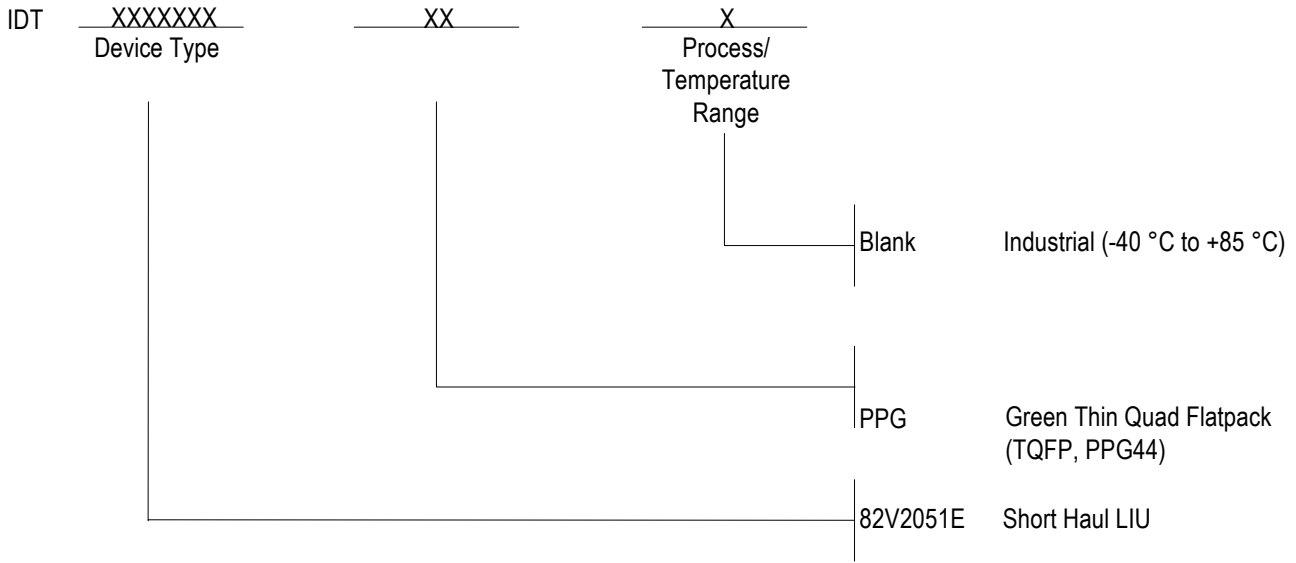 IDT XXXXXXX XX X
Device Type Process/
Temperature
Range
Blank Industrial (-40 °C to +85 °C)
PPG Green Thin Quad Flatpack
(TQFP, PPG44)
82V2051E Short Haul LIU